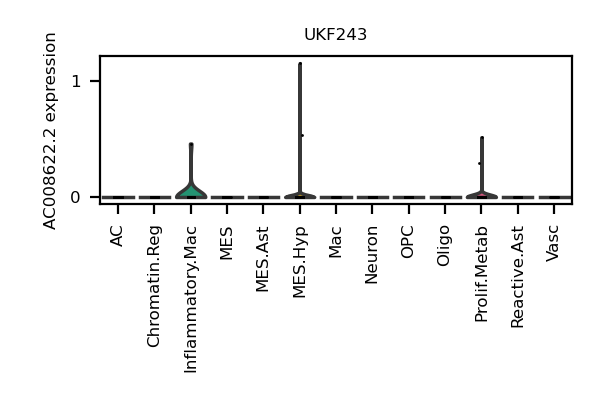 UKF243
AC008622.2 expression
1
0
AC
Chromatin.Reg
Inflammatory.Mac
MES
MES.Ast
MES.Hyp
Mac
Neuron
OPC
Oligo
Prolif.Metab
Reactive.Ast
Vasc